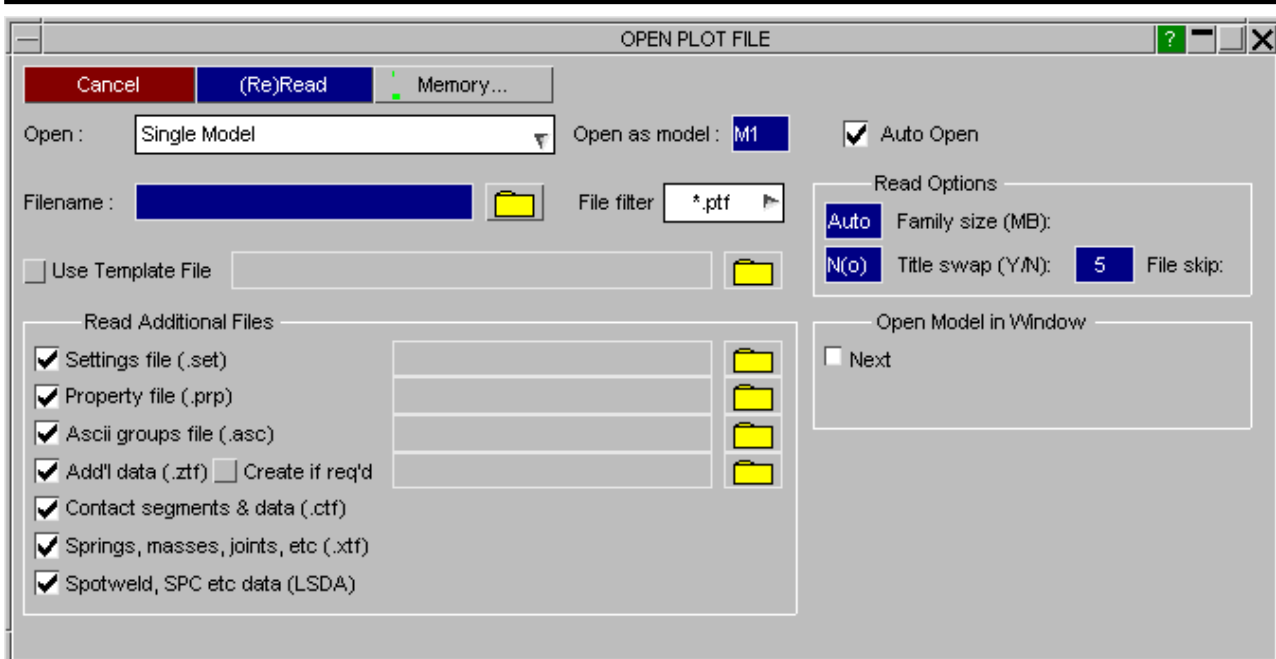 OPEN PLOT FILE ?
Cancel (Re)Read Memory...
Open : Single Model Open as model : M1 Auto Open
Filename : File filter *.ptf
Read Options
Auto Family size (MB):
N(o) Title swap (Y/N): 5 File skip:
Use Template File
Read Additional Files
Open Model in Window
Settings file (.set)
Next
Property file (.prp)
Ascii groups file (.asc)
Add'l data (.ztf) Create if req'd
Contact segments & data (.ctf)
Springs, masses, joints, etc (.xtf)
Spotweld, SPC etc data (LSDA)